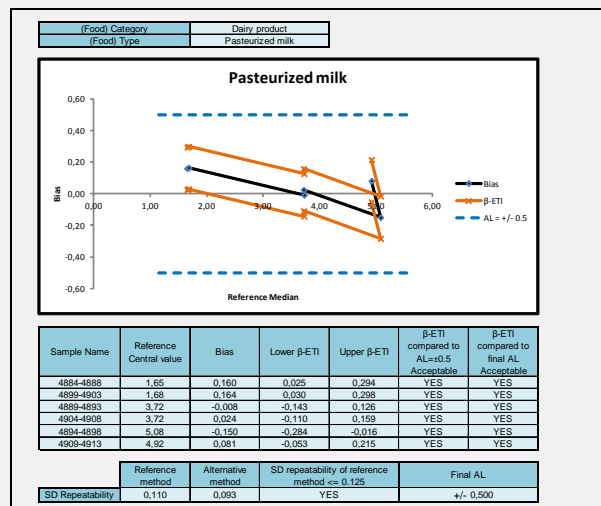 (Food) Category Dairy product
(Food) Type Pasteurized milk
Pasteurized milk
0,60
0,40
0,20
0,00
-0,20
-0,40
-0,60
0,00 1,00 2,00 3,00 4,00 5,00 6,00
Bias
Reference Median
Bias
β-ETI
AL = +/- 0.5
Sample Name Reference Central value Bias Lower β-ETI Upper β-ETI β-ETI compared to AL=±0.5 Acceptable β-ETI compared to final AL Acceptable
4884-4888 1,65 0,160 0,025 0,294 YES YES
4899-4903 1,68 0,164 0,030 0,298 YES YES
4889-4893 3,72 -0,008 -0,143 0,126 YES YES
4904-4908 3,72 0,024 -0,110 0,159 YES YES
4894-4898 5,08 -0,150 -0,284 -0,016 YES YES
4909-4913 4,92 0,081 -0,053 0,215 YES YES
Reference method Alternative method SD repeatability of reference method <= 0.125 Final AL
SD Repeatability 0,110 0,093 YES +/- 0,500